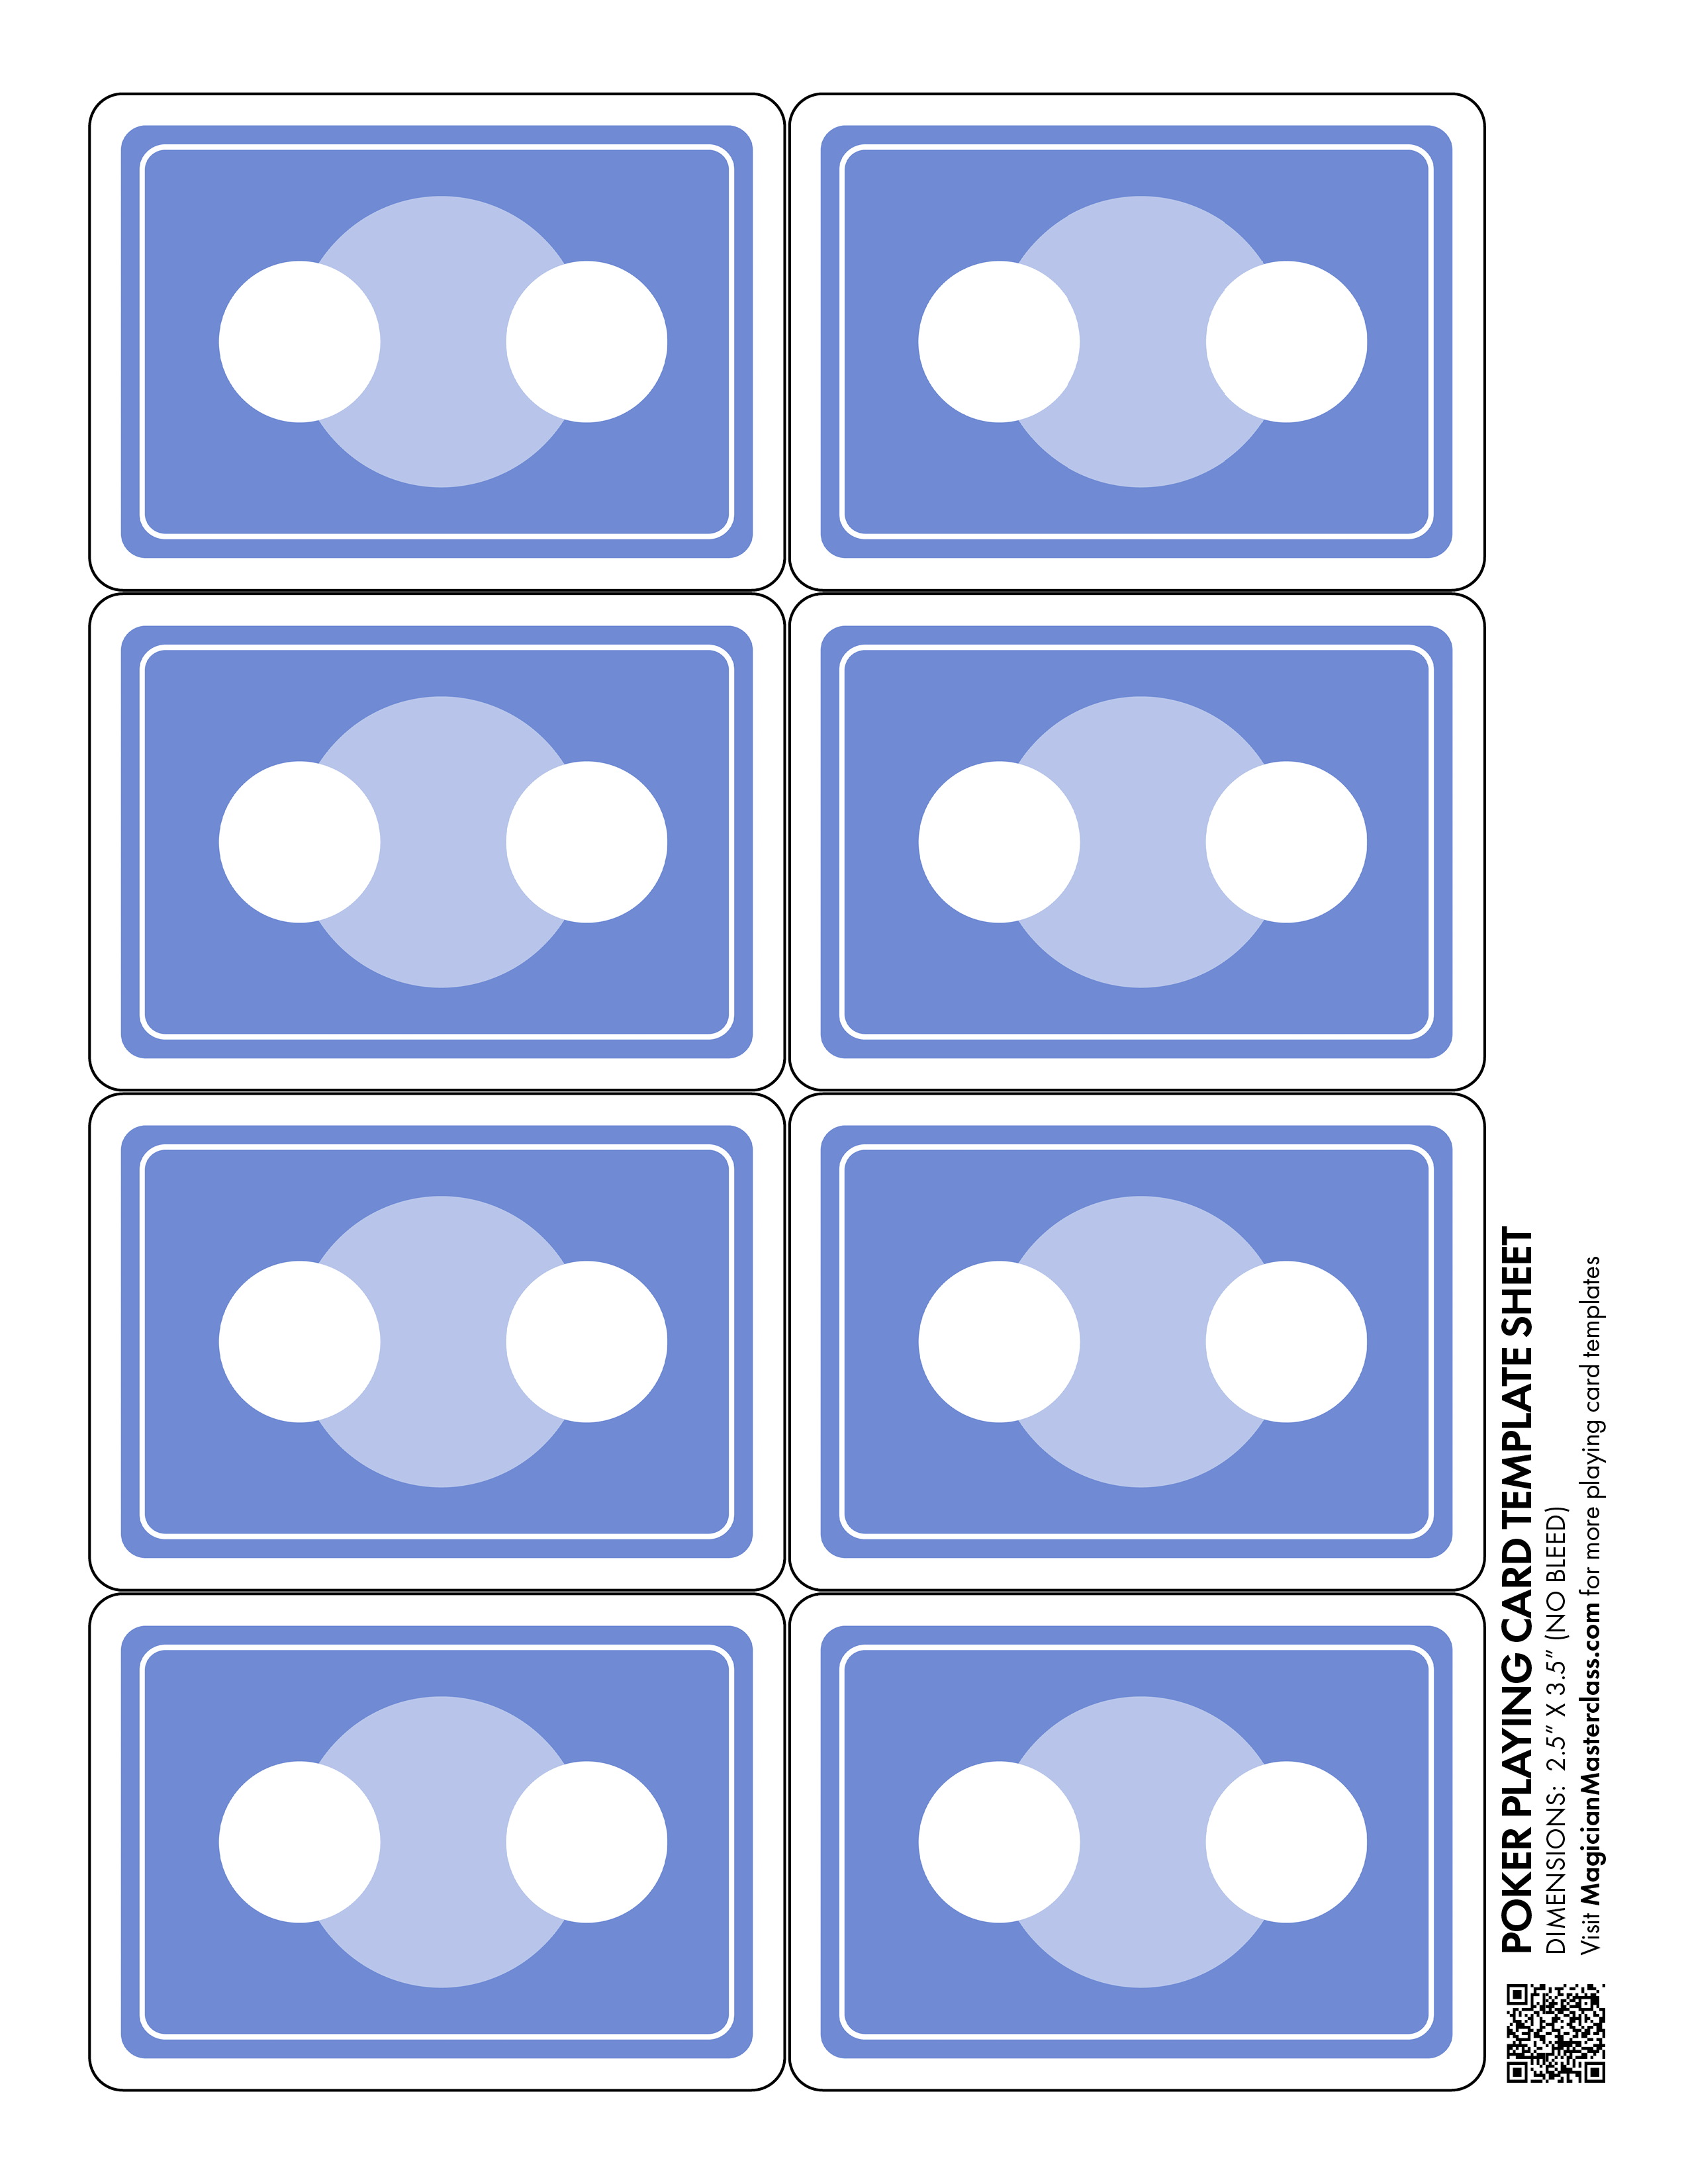 POKER PLAYING CARD TEMPLATE SHEET
DIMENSIONS: 2.5" X 3.5" (NO BLEED)
Visit MagicianMasterclass.com for more playing card templates